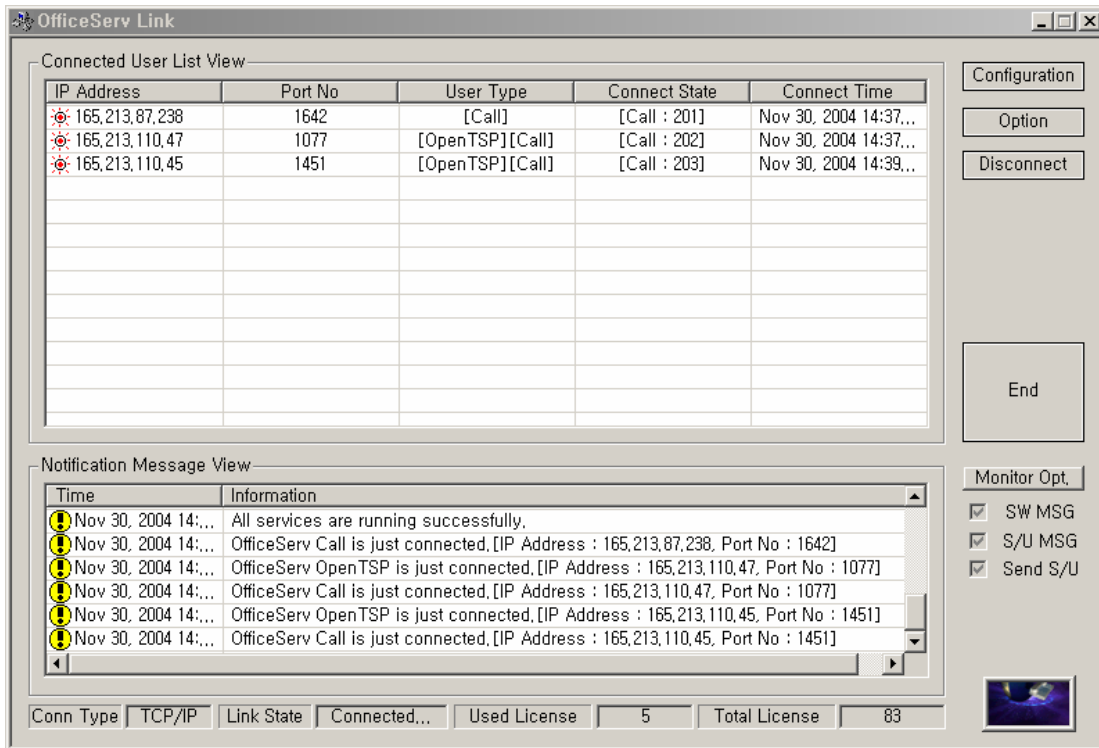 OfficeServ Link
Connected User List View
IP Address Port No User Type Connect State Connect Time
165,213,87,238 1642 [Call] [Call : 201] Nov 30, 2004 14:37,,,
165,213,110,47 1077 [OpenTSP][Call] [Call : 202] Nov 30, 2004 14:37,,,
165,213,110,45 1451 [OpenTSP][Call] [Call : 203] Nov 30, 2004 14:39,,,
Configuration
Option
Disconnect
End
Notification Message View
Time Information
Nov 30, 2004 14:,,, All services are running successfully,
Nov 30, 2004 14:,,, OfficeServ Call is just connected,[IP Address : 165,213,87,238, Port No : 1642]
Nov 30, 2004 14:,,, OfficeServ OpenTSP is just connected,[IP Address : 165,213,110,47, Port No : 1077]
Nov 30, 2004 14:,,, OfficeServ Call is just connected,[IP Address : 165,213,110,47, Port No : 1077]
Nov 30, 2004 14:,,, OfficeServ OpenTSP is just connected,[IP Address : 165,213,110,45, Port No : 1451]
Nov 30, 2004 14:,,, OfficeServ Call is just connected,[IP Address : 165,213,110,45, Port No : 1451]
Monitor Opt,
SW MSG
S/U MSG
Send S/U
Conn Type TCP/IP Link State Connected,,, Used License 5 Total License 83